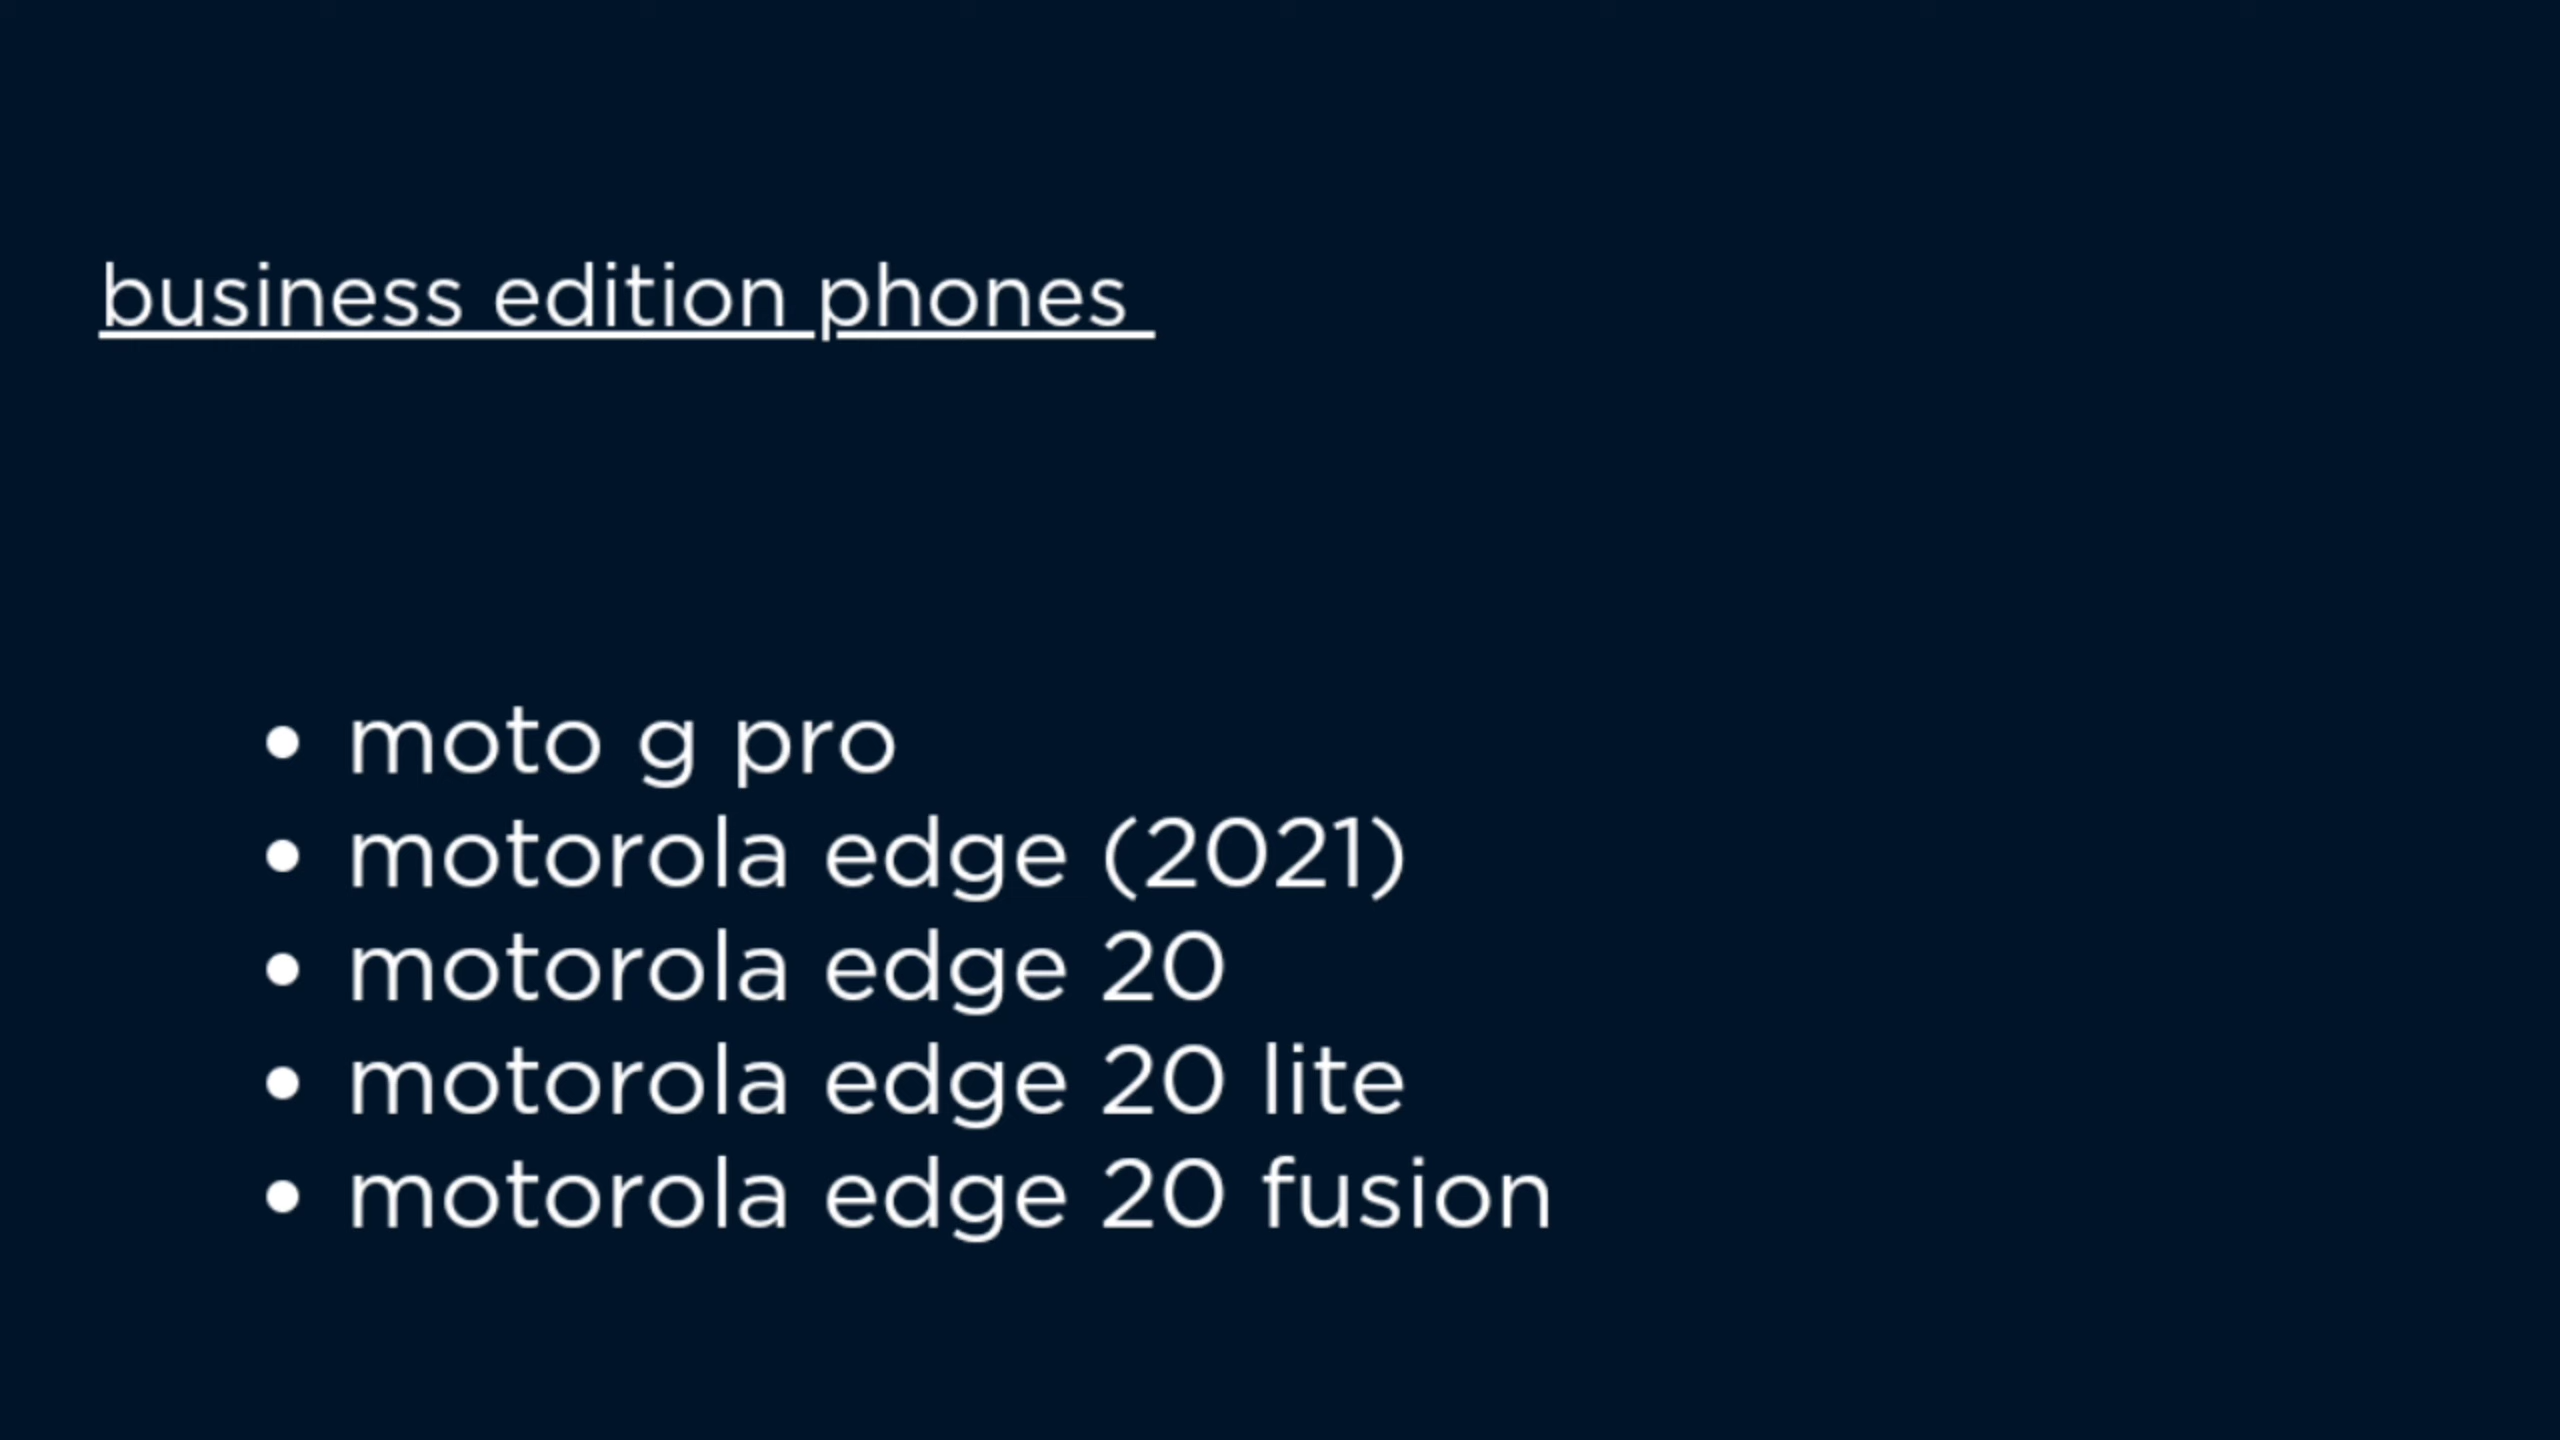 business edition phones
• moto g pro
• motorola edge (2021)
• motorola edge 20
• motorola edge 20 lite
• motorola edge 20 fusion